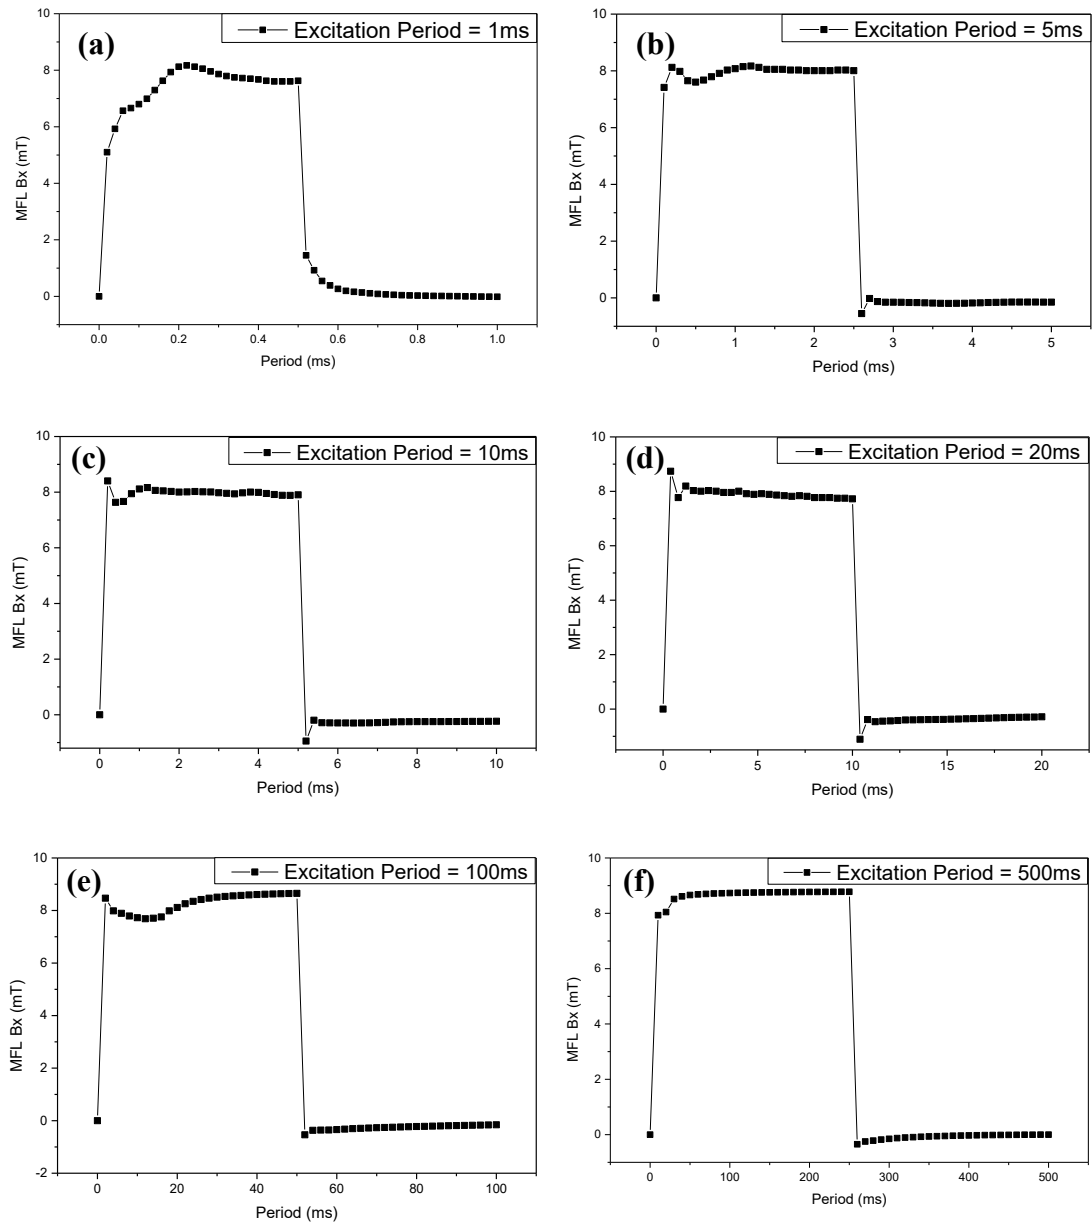 (a)
Excitation Period = 1ms
10
8
6
4
2
0
MFL Bx (mT)
0.0 0.2 0.4 0.6 0.8 1.0
Period (ms)
(b)
Excitation Period = 5ms
10
8
6
4
2
0
MFL Bx (mT)
0 1 2 3 4 5
Period (ms)
(c)
Excitation Period = 10ms
10
8
6
4
2
0
MFL Bx (mT)
0 2 4 6 8 10
Period (ms)
(d)
Excitation Period = 20ms
10
8
6
4
2
0
MFL Bx (mT)
0 5 10 15 20
Period (ms)
(e)
Excitation Period = 100ms
10
8
6
4
2
0
-2
MFL Bx (mT)
0 20 40 60 80 100
Period (ms)
(f)
Excitation Period = 500ms
10
8
6
4
2
0
MFL Bx (mT)
0 100 200 300 400 500
Period (ms)